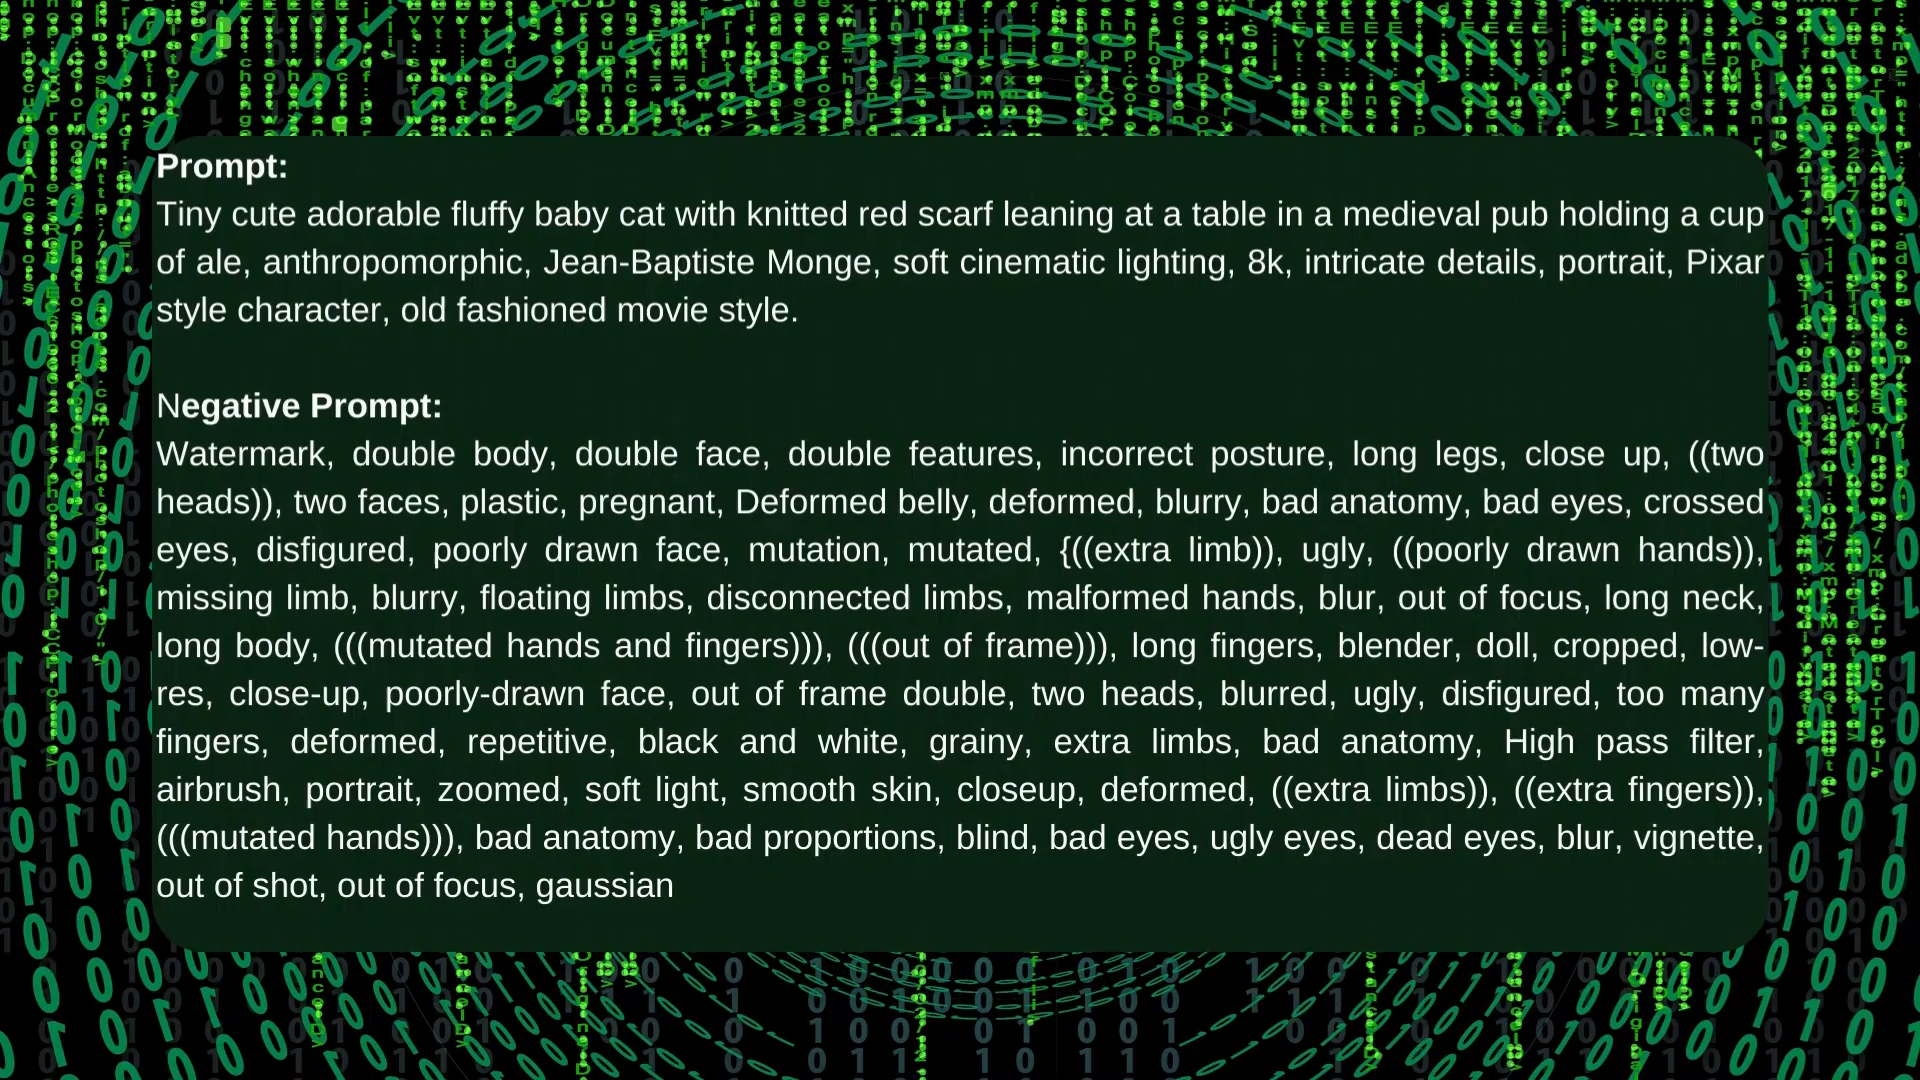 Prompt:
Tiny cute adorable fluffy baby cat with knitted red scarf leaning at a table in a medieval pub holding a cup
of ale, anthropomorphic, Jean-Baptiste Monge, soft cinematic lighting, 8k, intricate details, portrait, Pixar
style character, old fashioned movie style.
Negative Prompt:
Watermark, double body, double face, double features, incorrect posture, long legs, close up, ((two
heads)), two faces, plastic, pregnant, Deformed belly, deformed, blurry, bad anatomy, bad eyes, crossed
eyes, disfigured, poorly drawn face, mutation, mutated, {((extra limb)), ugly, ((poorly drawn hands)),
missing limb, blurry, floating limbs, disconnected limbs, malformed hands, blur, out of focus, long neck,
long body, (((mutated hands and fingers))), (((out of frame))), long fingers, blender, doll, cropped, low-
res, close-up, poorly-drawn face, out of frame double, two heads, blurred, ugly, disfigured, too many
fingers, deformed, repetitive, black and white, grainy, extra limbs, bad anatomy, High pass filter,
airbrush, portrait, zoomed, soft light, smooth skin, closeup, deformed, ((extra limbs)), ((extra fingers)),
(((mutated hands))), bad anatomy, bad proportions, blind, bad eyes, ugly eyes, dead eyes, blur, vignette,
out of shot, out of focus, gaussian